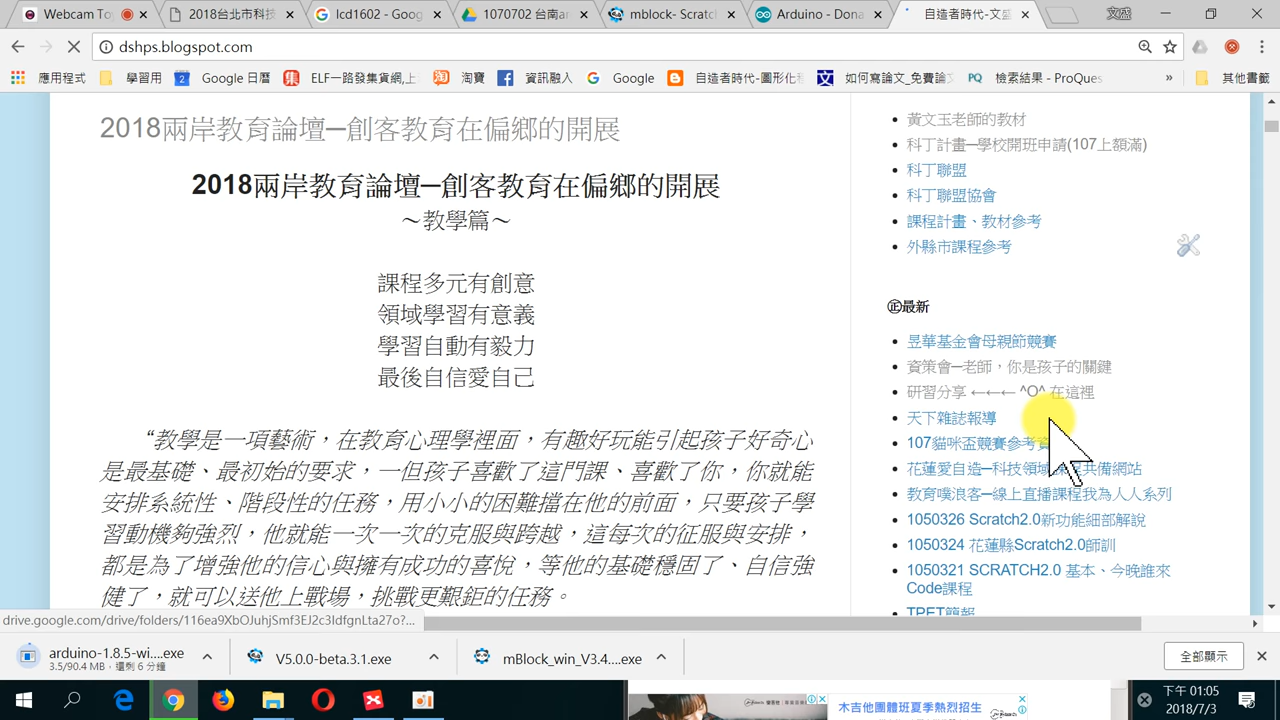 Webcam To
2018台北市科技
lcd1602 - Goog
1070702 台南ar
mblock- Scratc
Arduino - Dona
自造者時代-文盛
文盛
dshps.blogspot.com
應用程式
學習用
Google 日曆
ELF一路發集貨網,上
淘寶
資訊融入
Google
自造者時代-圖形化程
如何寫論文_免費論文
檢索結果 - ProQues
»
其他書籤
2018兩岸教育論壇─創客教育在偏鄉的開展
2018兩岸教育論壇─創客教育在偏鄉的開展
～教學篇～
課程多元有創意
領域學習有意義
學習自動有毅力
最後自信愛自己
“教學是一項藝術，在教育心理學裡面，有趣好玩能引起孩子好奇心
是最基礎、最初始的要求，一但孩子喜歡了這門課、喜歡了你，你就能
安排系統性、階段性的任務，用小小的困難擋在他的前面，只要孩子學
習動機夠強烈，他就能一次一次的克服與跨越，這每次的征服與安排，
都是為了增強他的信心與擁有成功的喜悅，等他的基礎穩固了、自信強
健了，就可以送他上戰場，挑戰更艱鉅的任務。
黃文玉老師的教材
科丁計畫─學校開班申請(107上額滿)
科丁聯盟
科丁聯盟協會
課程計畫、教材參考
外縣市課程參考
㊣最新
昱華基金會母親節競賽
資策會─老師，你是孩子的關鍵
研習分享 ←←← ^O^ 在這裡
天下雜誌報導
107貓咪盃競賽參考資
花蓮愛自造─科技領域課程共備網站
教育噗浪客─線上直播課程我為人人系列
1050326 Scratch2.0新功能細部解說
1050324 花蓮縣Scratch2.0師訓
1050321 SCRATCH2.0 基本、今晚誰來
Code課程
TPET簡報
arduino-1.8.5-wi....exe
3.5/90.4 MB，還剩 6 分鐘
V5.0.0-beta.3.1.exe
mBlock_win_V3.4....exe
全部顯示
木吉他團體班夏季熱烈招生
下午 01:05
2018/7/3